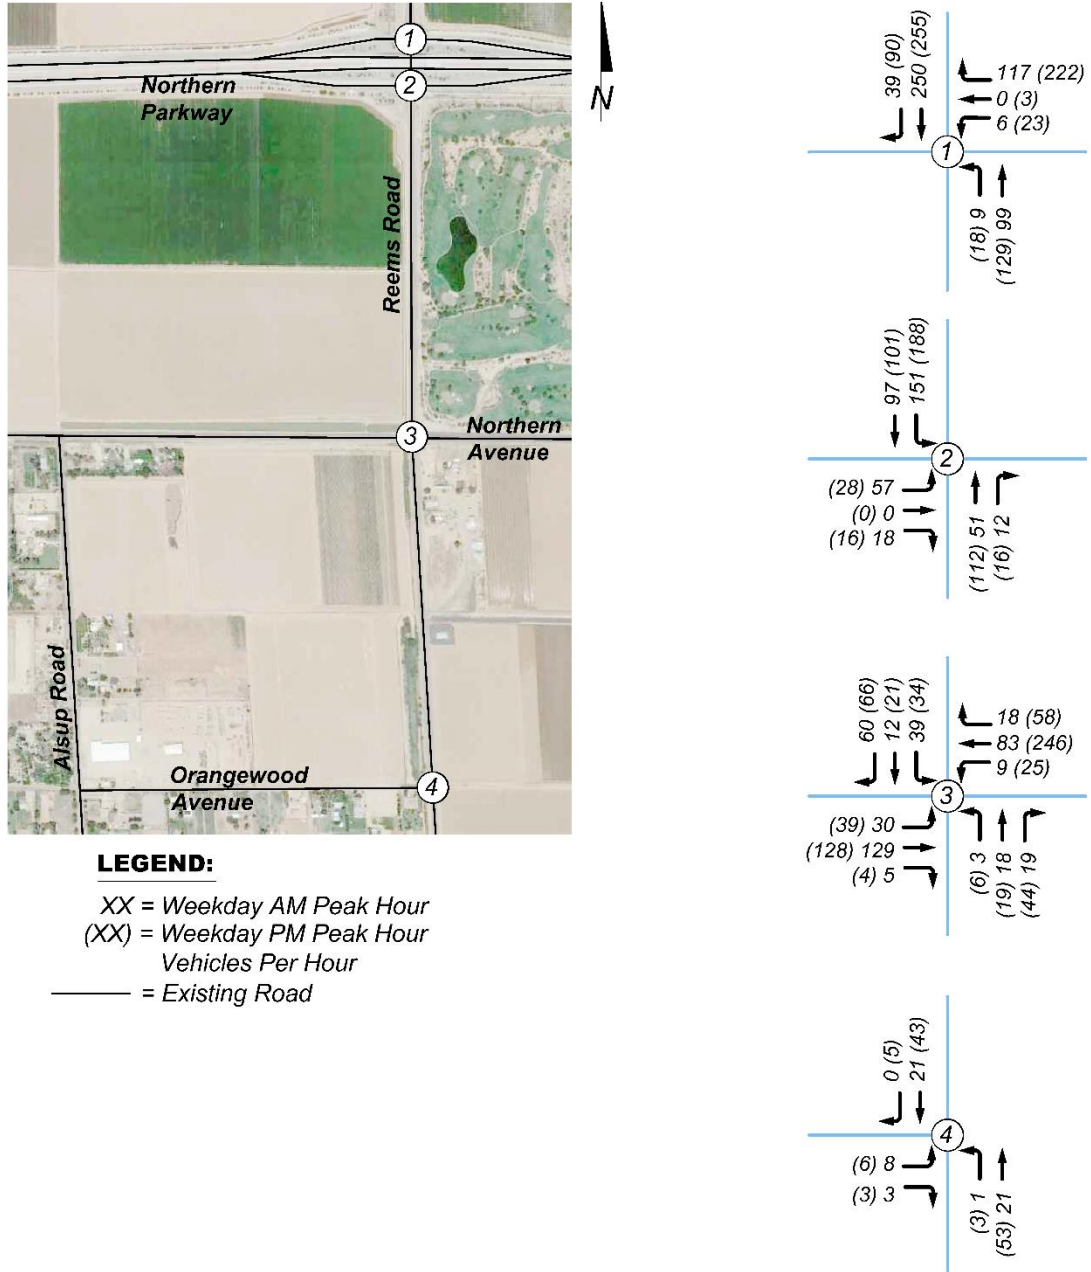 1
2
Northern
Parkway
Reems Road
3
Northern
Avenue
Alsup Road
Orangewood
Avenue
4
N
LEGEND:
XX = Weekday AM Peak Hour
(XX) = Weekday PM Peak Hour
Vehicles Per Hour
= Existing Road
39 (90)
250 (255)
117 (222)
0 (3)
6 (23)
1
(18) 9
(129) 99
97 (101)
151 (188)
2
(28) 57
(0) 0
(16) 18
(112) 51
(16) 12
60 (66)
12 (21)
39 (34)
18 (58)
83 (246)
9 (25)
3
(39) 30
(128) 129
(4) 5
(6) 3
(19) 18
(44) 19
0 (5)
21 (43)
4
(6) 8
(3) 3
(3) 1
(53) 21